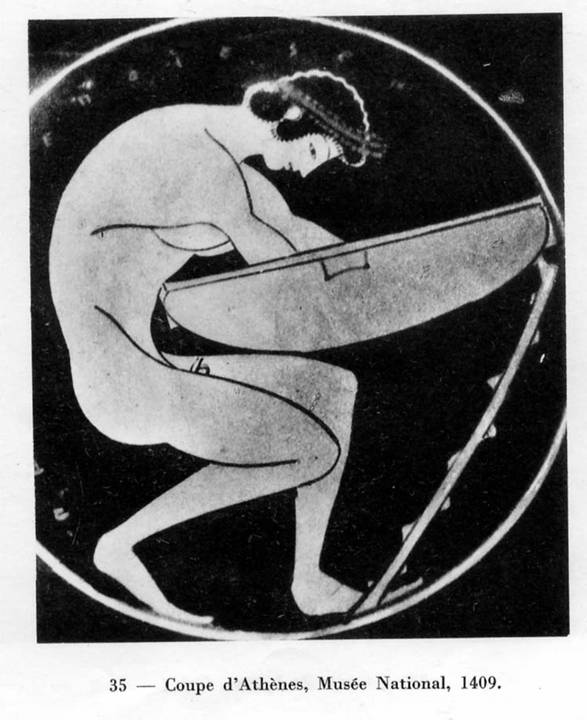 35 — Coupe d'Athènes, Musée National, 1409.